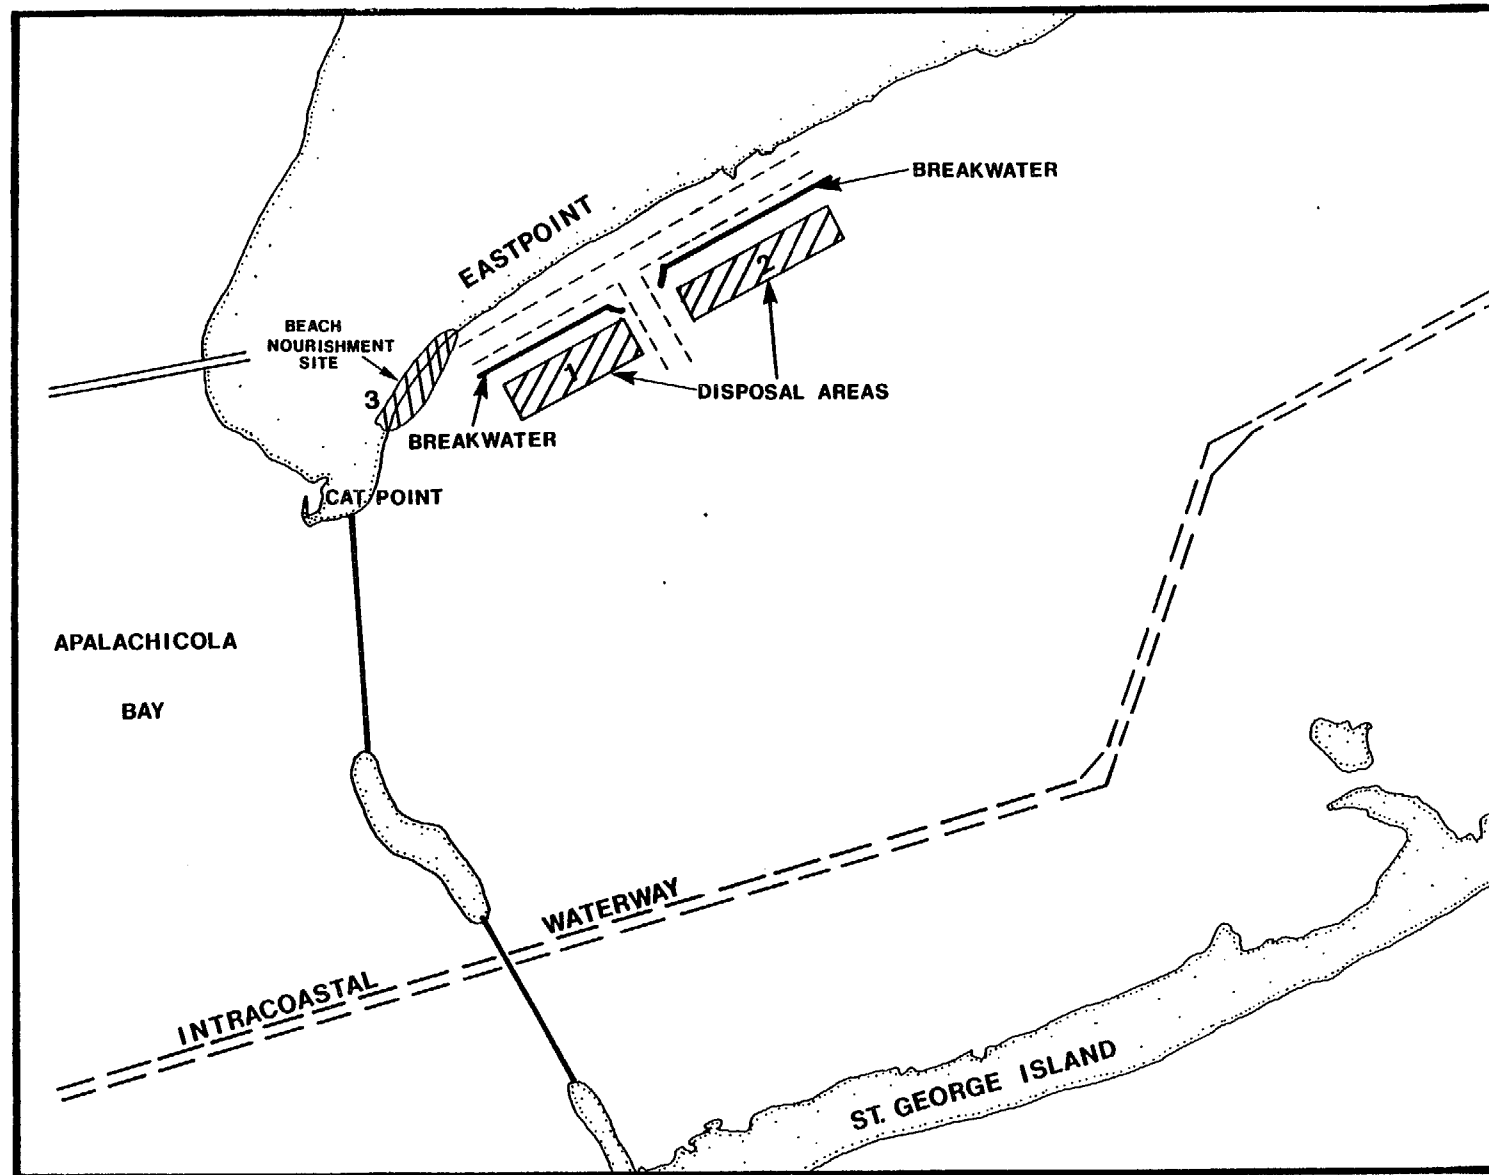 BREAKWATER
EASTPOINT
2
BEACH
NOURISHMENT
SITE
1
3
DISPOSAL AREAS
BREAKWATER
CAT POINT
APALACHICOLA
BAY
INTRACOASTAL WATERWAY
ST. GEORGE ISLAND